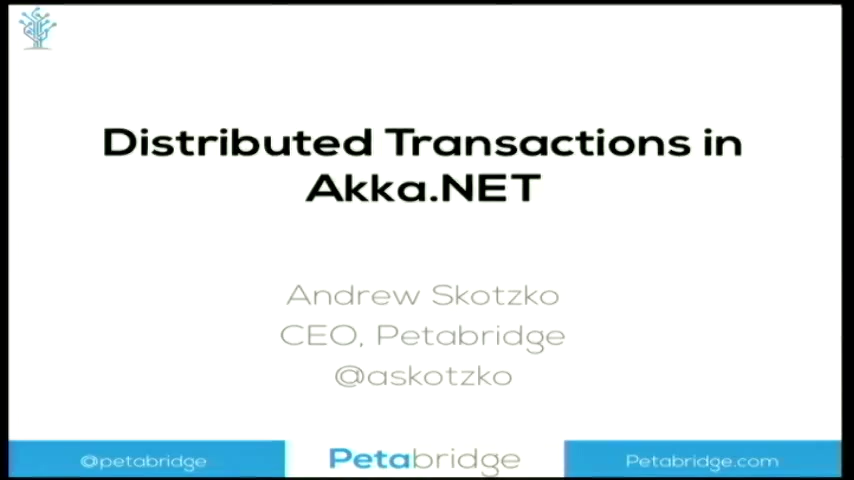 Distributed Transactions in
Akka.NET
Andrew Skotzko
CEO, Petabridge
@askotzko
@petabridge
Petabridge
Petabridge.com